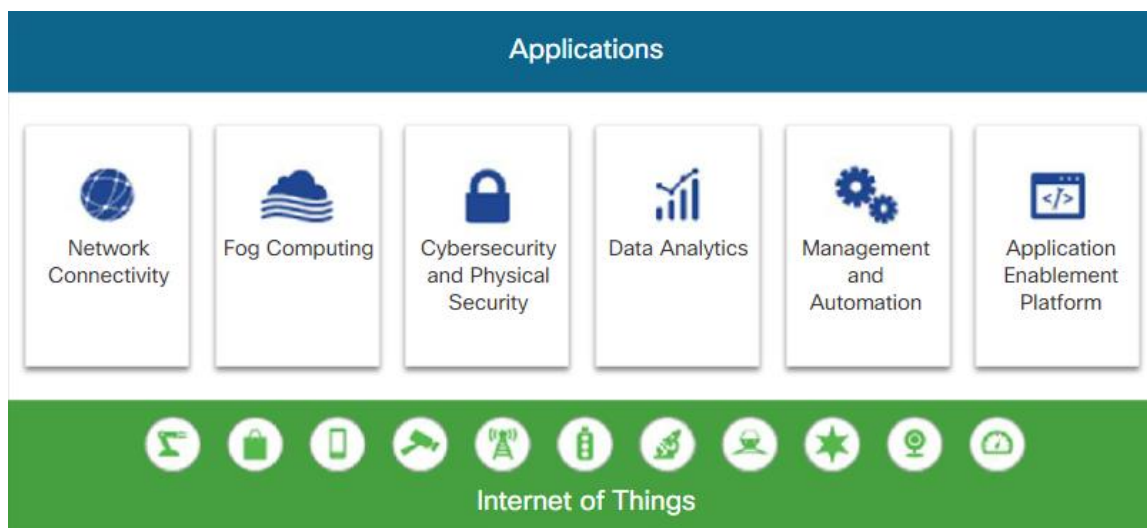 Applications
Network
Connectivity
Fog Computing
Cybersecurity
and Physical
Security
Data Analytics
Management
and
Automation
</>
Application
Enablement
Platform
Internet of Things